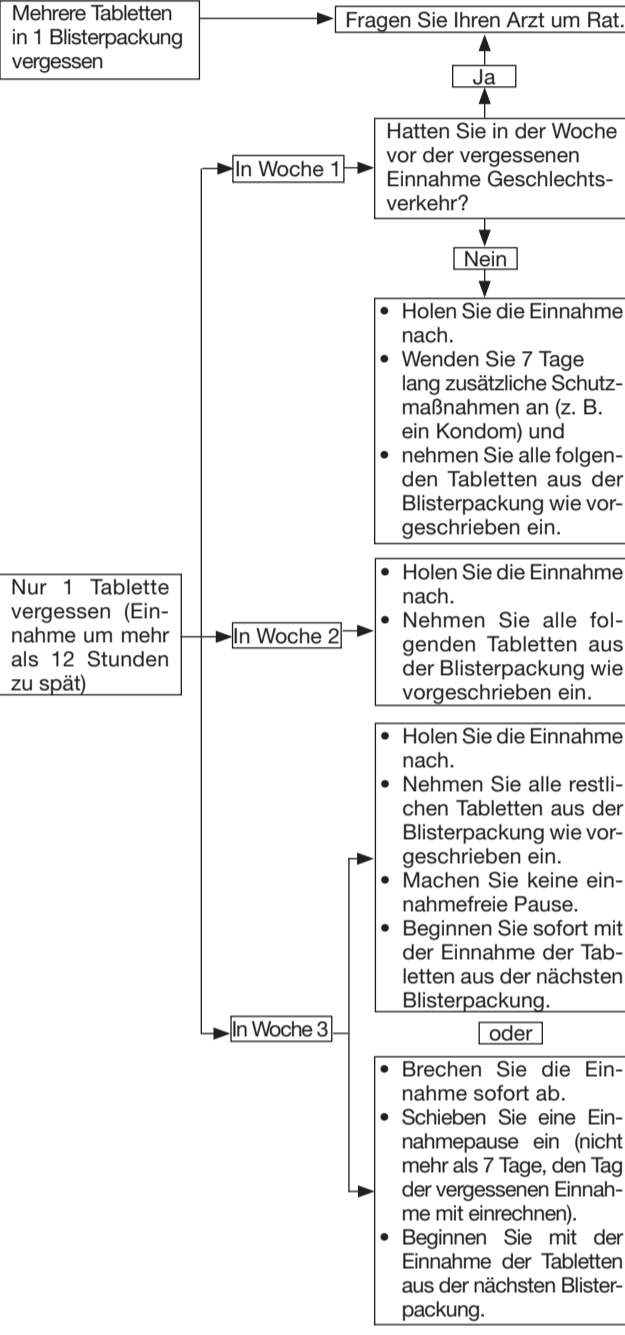 Mehrere Tabletten
in 1 Blisterpackung
vergessen
Fragen Sie Ihren Arzt um Rat.
Ja
Hatten Sie in der Woche
vor der vergessenen
Einnahme Geschlechts-
verkehr?
In Woche 1
Nein
• Holen Sie die Einnahme
nach.
• Wenden Sie 7 Tage
lang zusätzliche Schutz-
maßnahmen an (z. B.
ein Kondom) und
• nehmen Sie alle folgen-
den Tabletten aus der
Blisterpackung wie vor-
geschrieben ein.
Nur 1 Tablette
vergessen (Ein-
nahme um mehr
als 12 Stunden
zu spät)
In Woche 2
• Holen Sie die Einnahme
nach.
• Nehmen Sie alle fol-
genden Tabletten aus
der Blisterpackung wie
vorgeschrieben ein.
In Woche 3
• Holen Sie die Einnahme
nach.
• Nehmen Sie alle restli-
chen Tabletten aus der
Blisterpackung wie vor-
geschrieben ein.
• Machen Sie keine ein-
nahmefreie Pause.
• Beginnen Sie sofort mit
der Einnahme der Tab-
letten aus der nächsten
Blisterpackung.
oder
• Brechen Sie die Ein-
nahme sofort ab.
• Schieben Sie eine Ein-
nahmepause ein (nicht
mehr als 7 Tage, den Tag
der vergessenen Einnah-
me mit einrechnen).
• Beginnen Sie mit der
Einnahme der Tabletten
aus der nächsten Blister-
packung.